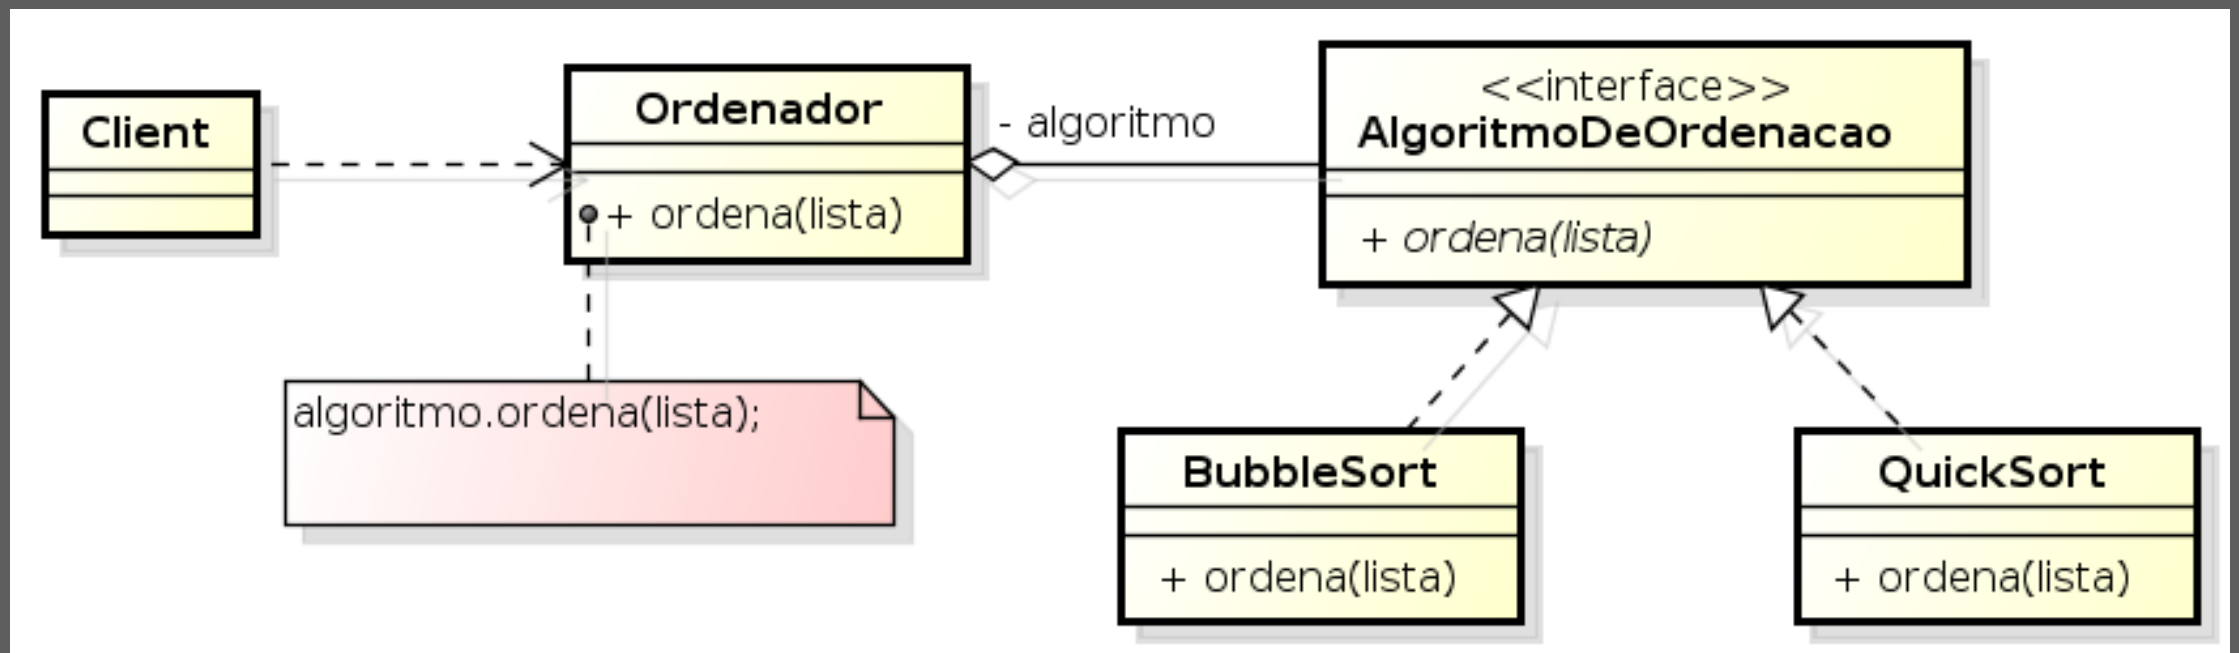 Client
Ordenador
+ ordena(lista)
- algoritmo
<<interface>>
AlgoritmoDeOrdenacao
+ ordena(lista)
algoritmo.ordena(lista);
BubbleSort
+ ordena(lista)
QuickSort
+ ordena(lista)